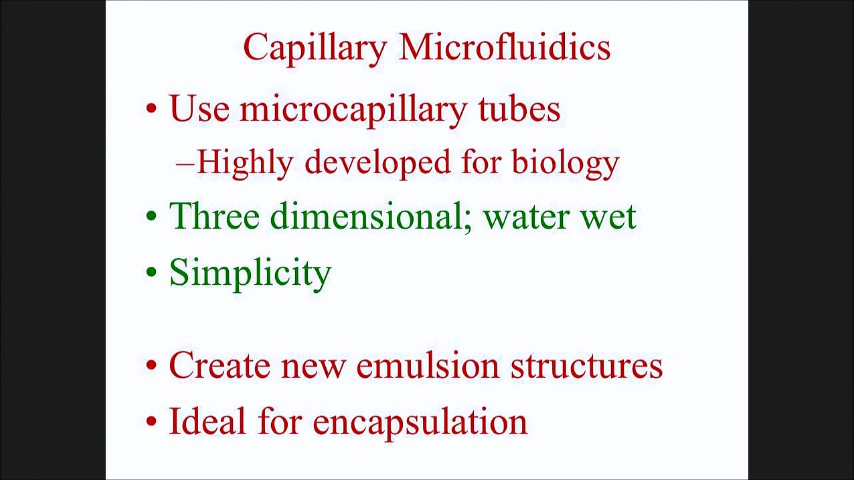 Capillary Microfluidics
• Use microcapillary tubes
–Highly developed for biology
• Three dimensional; water wet
• Simplicity
• Create new emulsion structures
• Ideal for encapsulation